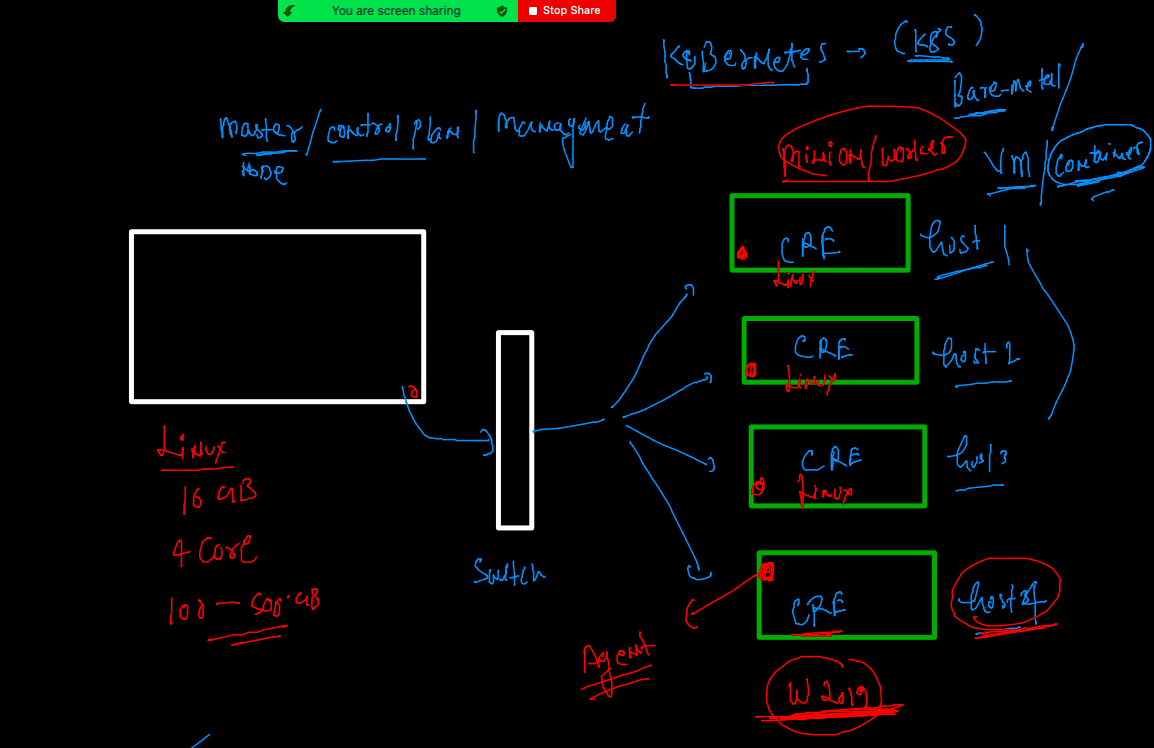 You are screen sharing
Stop Share
KuBerNetes → (K8S)
Bare-metal/
master/control plan/ management
NODE
minion/worker
VM/container
CRE
host 1
Linux
CRE
host 2
Linux
CRE
host 3
Linux
Linux
16 GB
4 Core
100 - 500 GB
Switch
CRE
host 4
Agent
W 2019